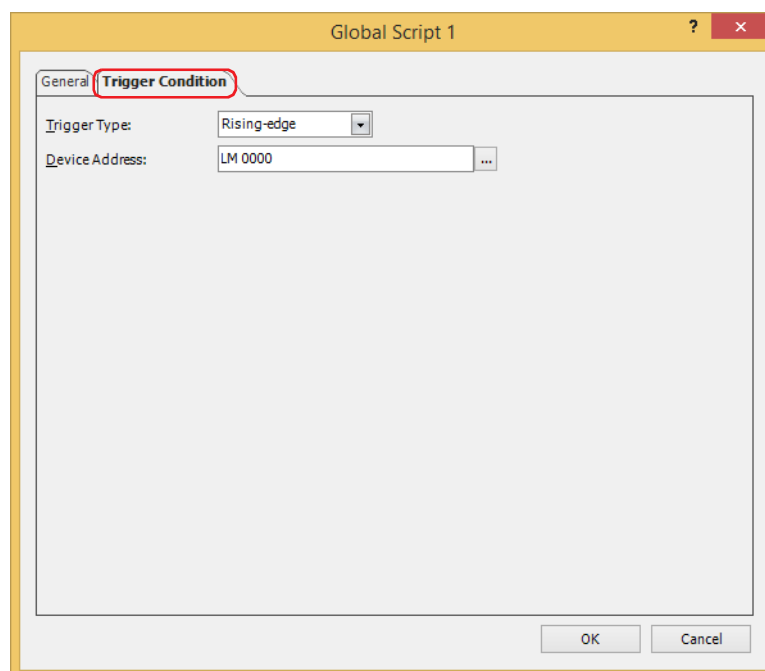 Global Script 1
?
×
General
Trigger Condition
Trigger Type:
Rising-edge
Device Address:
LM 0000
...
OK
Cancel